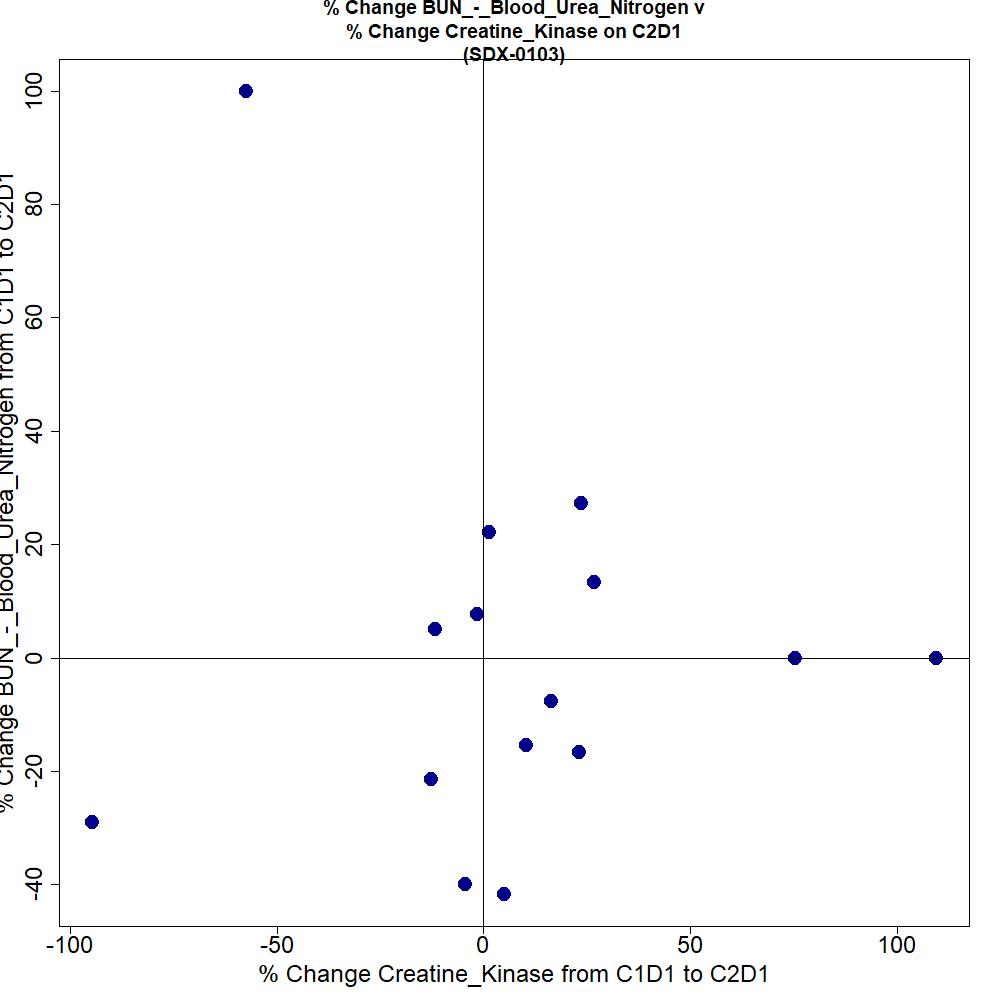 % Change BUN_-_Blood_Urea_Nitrogen v
% Change Creatine_Kinase on C2D1
(SDX-0103)
% Change BUN_-_Blood_Urea_Nitrogen from C1D1 to C2D1
100
80
60
40
20
0
-20
-40
-100
-50
0
50
100
% Change Creatine_Kinase from C1D1 to C2D1